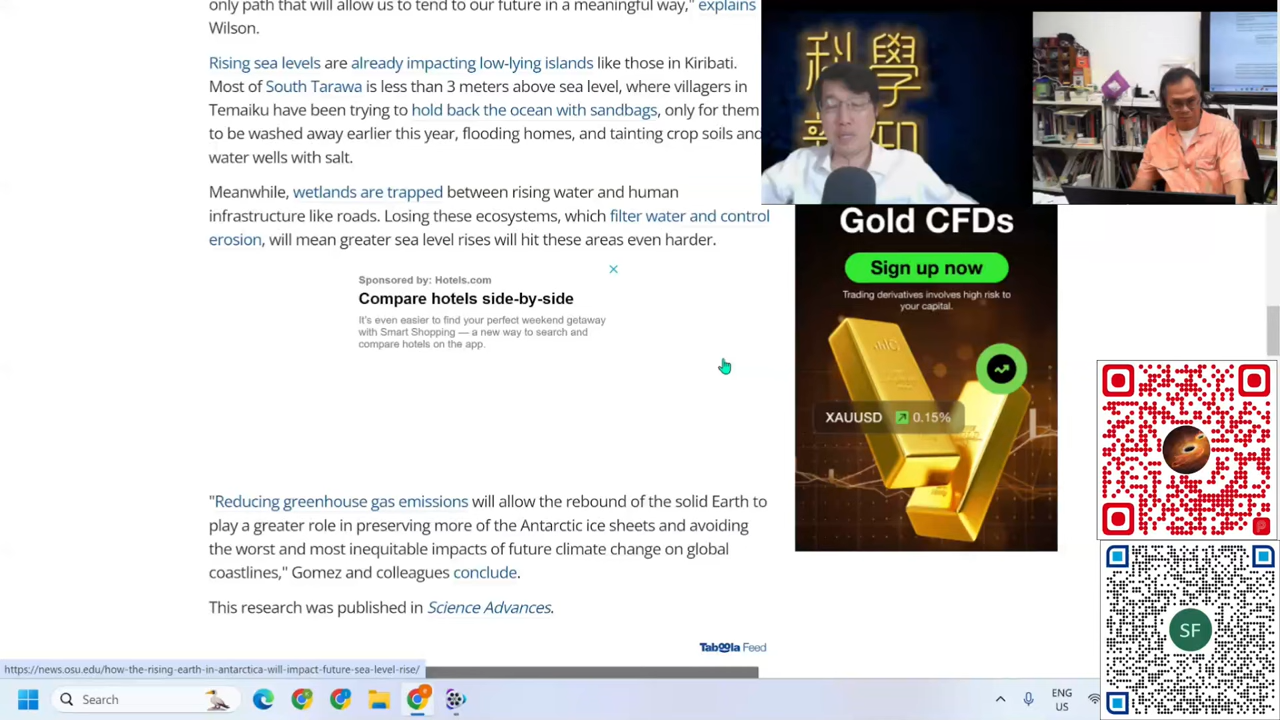 only path that will allow us to tend to our future in a meaningful way," explains
Wilson.
Rising sea levels are already impacting low-lying islands like those in Kiribati.
Most of South Tarawa is less than 3 meters above sea level, where villagers in
Temaiku have been trying to hold back the ocean with sandbags, only for them
to be washed away earlier this year, flooding homes, and tainting crop soils and
water wells with salt.
Meanwhile, wetlands are trapped between rising water and human
infrastructure like roads. Losing these ecosystems, which filter water and control
erosion, will mean greater sea level rises will hit these areas even harder.
Sponsored by: Hotels.com
Compare hotels side-by-side
It's even easier to find your perfect weekend getaway
with Smart Shopping — a new way to search and
compare hotels on the app.
"Reducing greenhouse gas emissions will allow the rebound of the solid Earth to
play a greater role in preserving more of the Antarctic ice sheets and avoiding
the worst and most inequitable impacts of future climate change on global
coastlines," Gomez and colleagues conclude.
This research was published in Science Advances.
Taboola Feed
科學
Gold CFDs
Sign up now
Trading derivatives involves high risk to
your capital.
XAUUSD 0.15%
SF
https://news.osu.edu/how-the-rising-earth-in-antarctica-will-impact-future-sea-level-rise/
Search
ENG
US